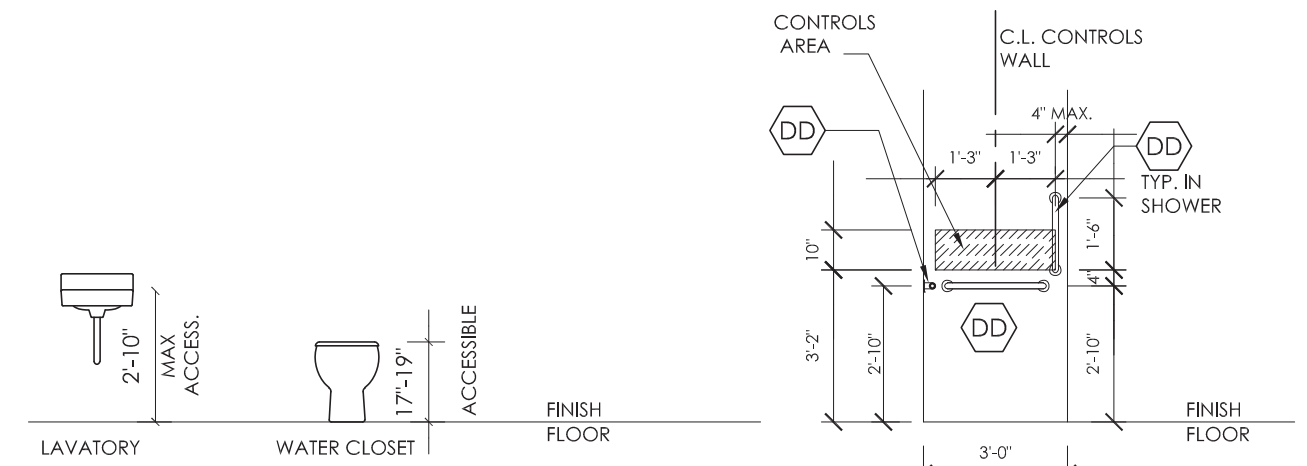 2'-10"
MAX
ACCESS.
17"-19"
ACCESSIBLE
LAVATORY
WATER CLOSET
FINISH
FLOOR
CONTROLS
AREA
C.L. CONTROLS
WALL
4" MAX.
DD
DD
1'-3"
1'-3"
TYP. IN
SHOWER
10"
1'-6"
4"
DD
3'-2"
2'-10"
2'-10"
FINISH
FLOOR
3'-0"